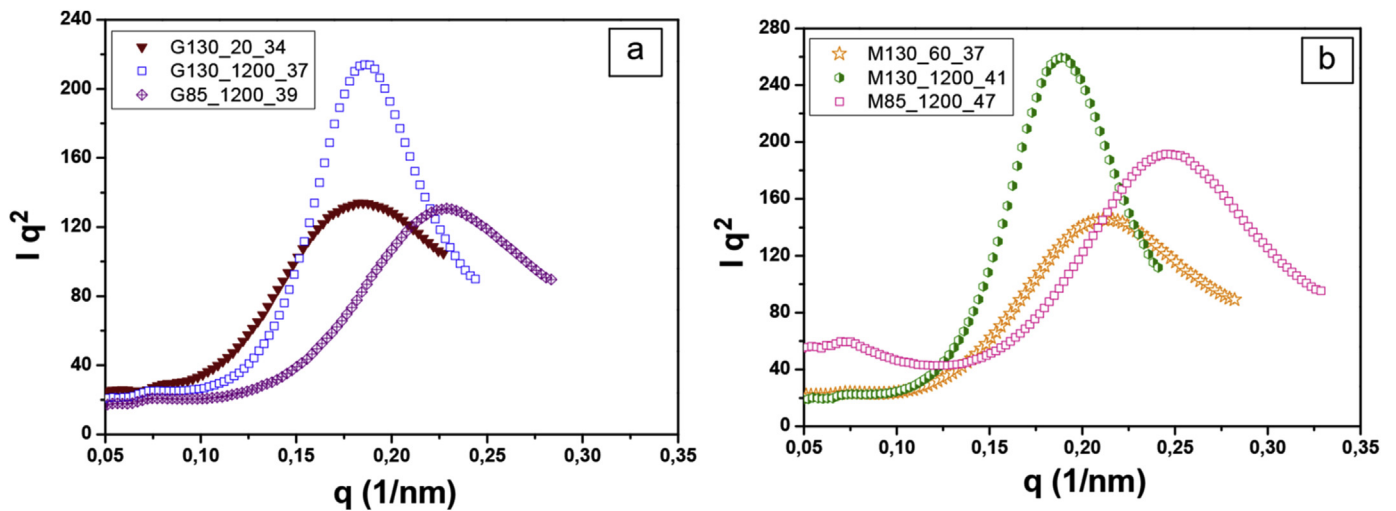 240
200
160
120
80
40
0
I q²
G130_20_34
G130_1200_37
G85_1200_39
a
0,05 0,10 0,15 0,20 0,25 0,30 0,35
q (1/nm)
280
240
200
160
120
80
40
0
I q²
M130_60_37
M130_1200_41
M85_1200_47
b
0,05 0,10 0,15 0,20 0,25 0,30 0,35
q (1/nm)